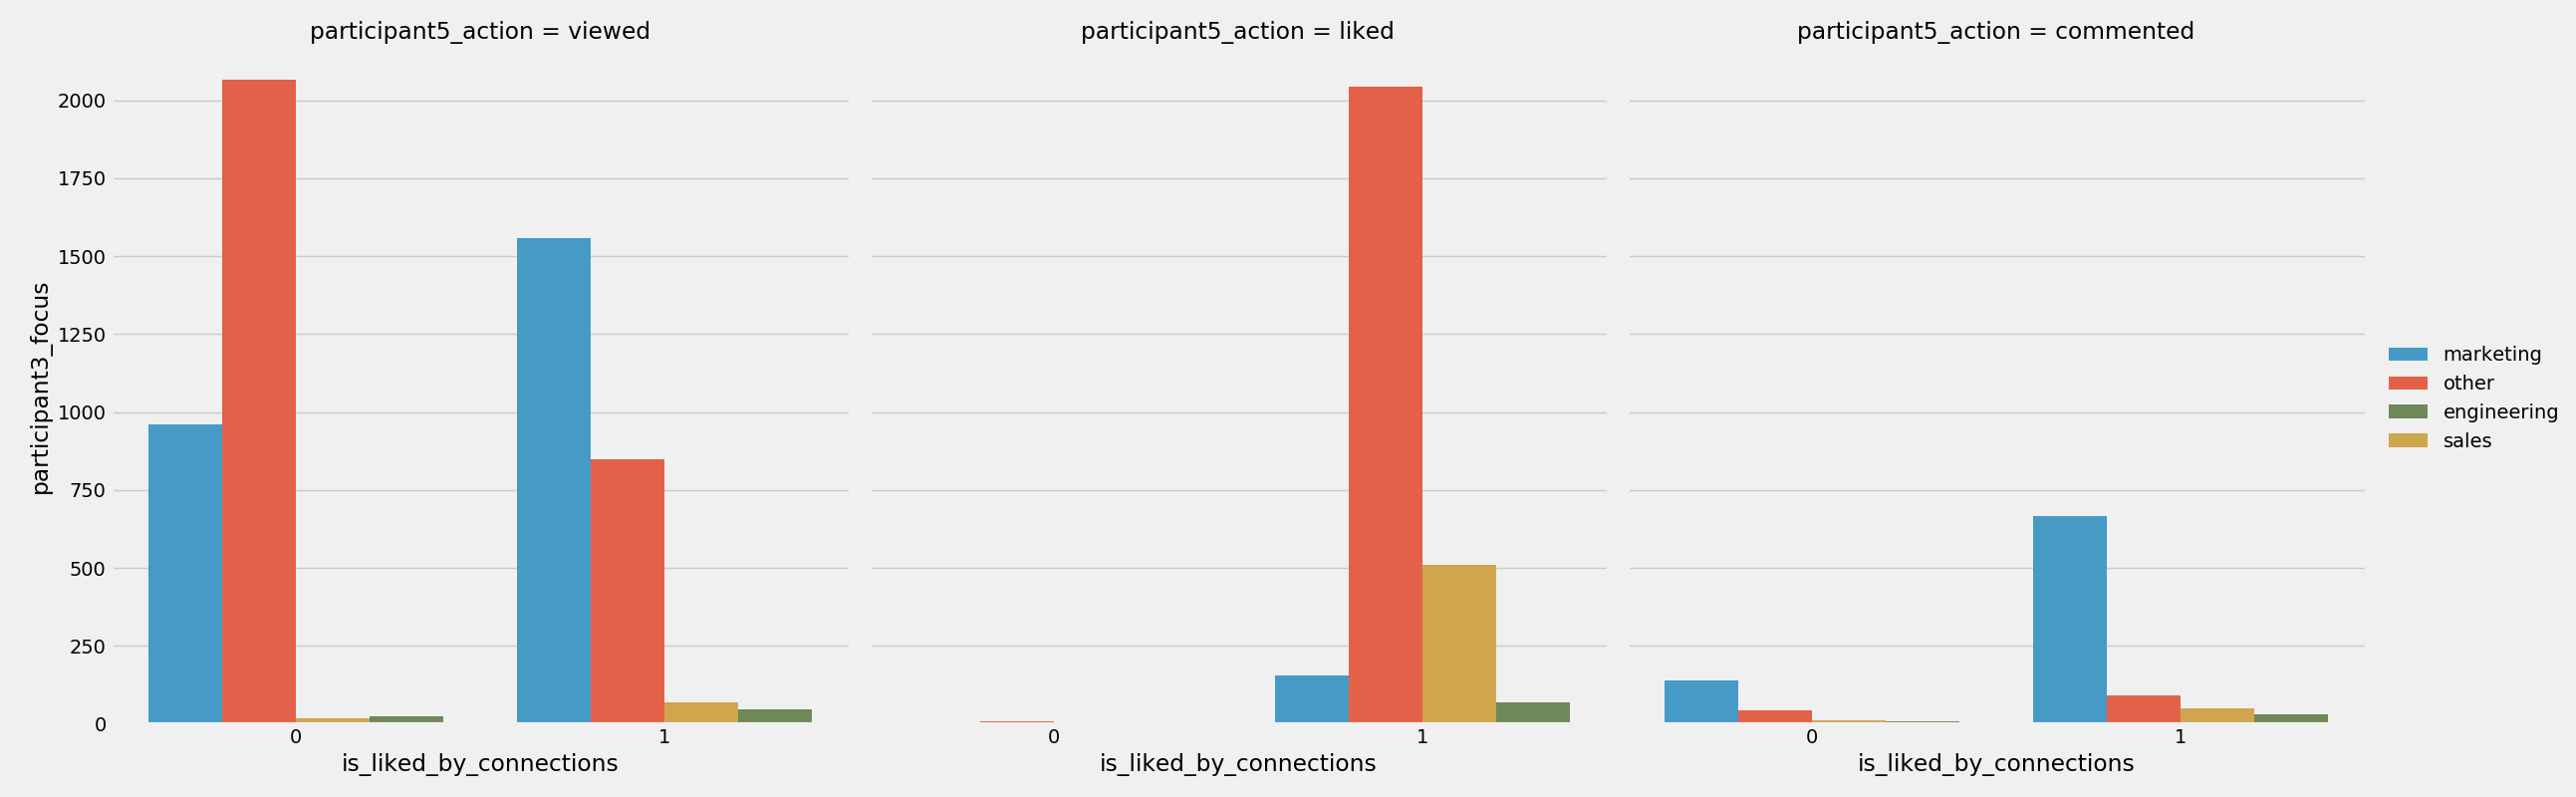 participant5_action = viewed
participant5_action = liked
participant5_action = commented
participant3_focus
2000
1750
1500
1250
1000
750
500
250
0
0 1
0 1
0 1
is_liked_by_connections
is_liked_by_connections
is_liked_by_connections
marketing
other
engineering
sales